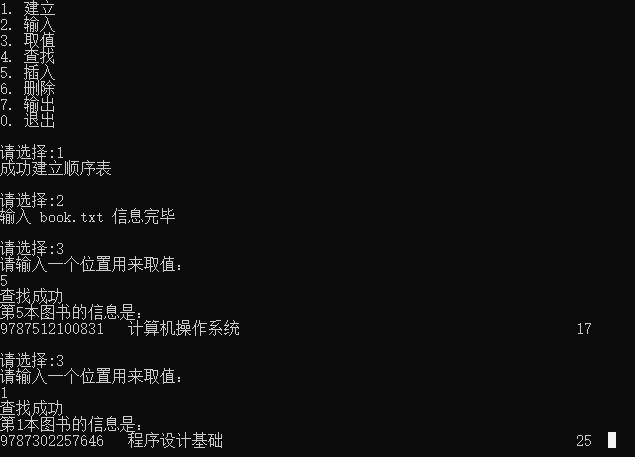 1. 建立
2. 输入
3. 取值
4. 查找
5. 插入
6. 删除
7. 输出
0. 退出
请选择:1
成功建立顺序表
请选择:2
输入 book.txt 信息完毕
请选择:3
请输入一个位置用来取值：
5
查找成功
第5本图书的信息是：
9787512100831 计算机操作系统 17
请选择:3
请输入一个位置用来取值：
1
查找成功
第1本图书的信息是：
9787302257646 程序设计基础 25